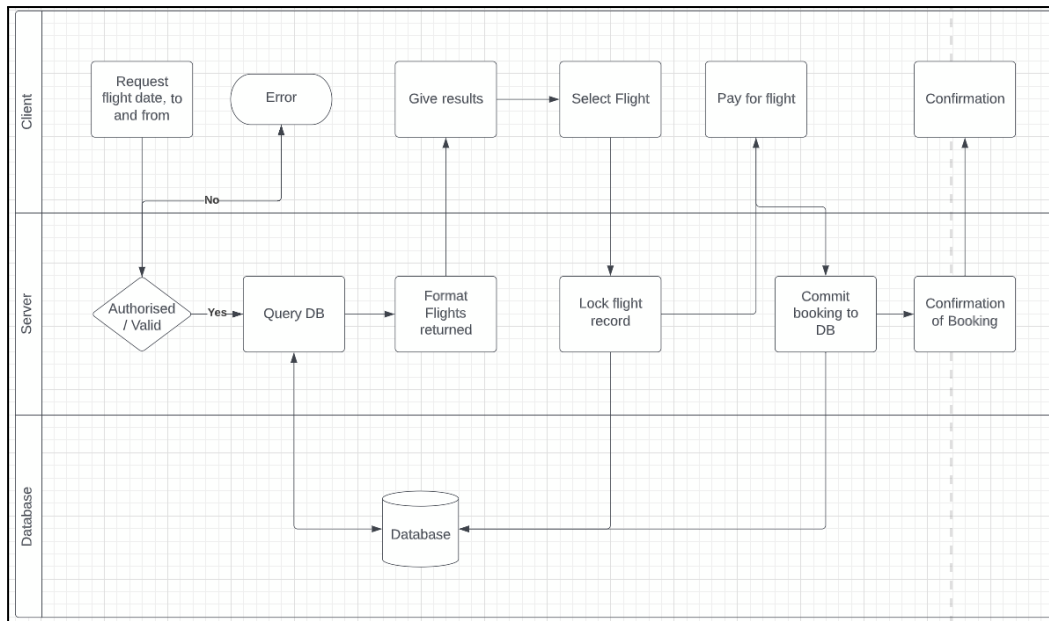 Client
Request
flight date, to
and from
Error
Give results
Select Flight
Pay for flight
Confirmation
No
Server
Authorised
/ Valid
Yes
Query DB
Format
Flights
returned
Lock flight
record
Commit
booking to
DB
Confirmation
of Booking
Database
Database